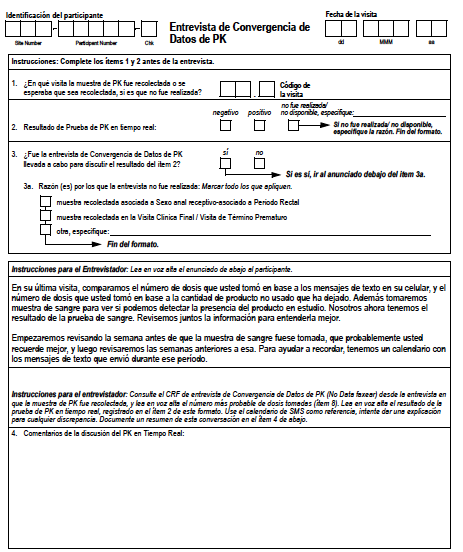 Identificación del participante
Site Number Participant Number Chk
Entrevista de Convergencia de
Datos de PK
Fecha de la visita
dd MMM aa
Instrucciones: Complete los ítems 1 y 2 antes de la entrevista.
1. ¿En qué visita la muestra de PK fue recolectada o se
esperaba que sea recolectada, si es que no fue realizada?
. Código de
la visita
negativo positivo no fue realizada/
no disponible, especifique:
2. Resultado de Prueba de PK en tiempo real:
Si no fue realizada/ no disponible,
especifique la razón. Fin del formato.
3. ¿Fue la entrevista de Convergencia de Datos de PK
llevada a cabo para discutir el resultado del item 2?
sí no
Si es si, ir al anunciado debajo del item 3a.
3a. Razón (es) por los que la entrevista no fue realizada: Marcar todo los que apliquen.
muestra recolectada asociada a Sexo anal receptivo-asociado a Período Rectal
muestra recolectada en la Visita Clínica Final / Visita de Término Prematuro
otra, especifique:
Fin del formato.
Instrucciones para el Entrevistador: Lea en voz alta el enunciado de abajo al participante.
En su última visita, comparamos el número de dosis que usted tomó en base a los mensajes de texto en su celular, y el
número de dosis que usted tomó en base a la cantidad de producto no usado que ha dejado. Además tomaremos
muestra de sangre para ver si podemos detectar la presencia del producto en estudio. Nosotros ahora tenemos el
resultado de la prueba de sangre. Revisemos juntos la información para entenderla mejor.
Empezaremos revisando la semana antes de que la muestra de sangre fuese tomada, que probablemente usted
recuerde mejor, y luego revisaremos las semanas anteriores a esa. Para ayudar a recordar, tenemos un calendario con
los mensajes de texto que envió durante ese período.
Instrucciones para el entrevistador: Consulte el CRF de entrevista de Convergencia de Datos de PK (No Data faxear) desde la entrevista en
que la muestra de PK fue recolectada, y lea en voz alta el número más probable de dosis tomadas (ítem 8). Lea en voz alta el resultado de la
prueba de PK en tiempo real, registrado en el ítem 2 de este formato. Use el calendario de SMS como referencia, intente dar una explicación
para cualquier discrepancia. Documente un resumen de esta conversación en el ítem 4 de abajo.
4. Comentarios de la discusión del PK en Tiempo Real: